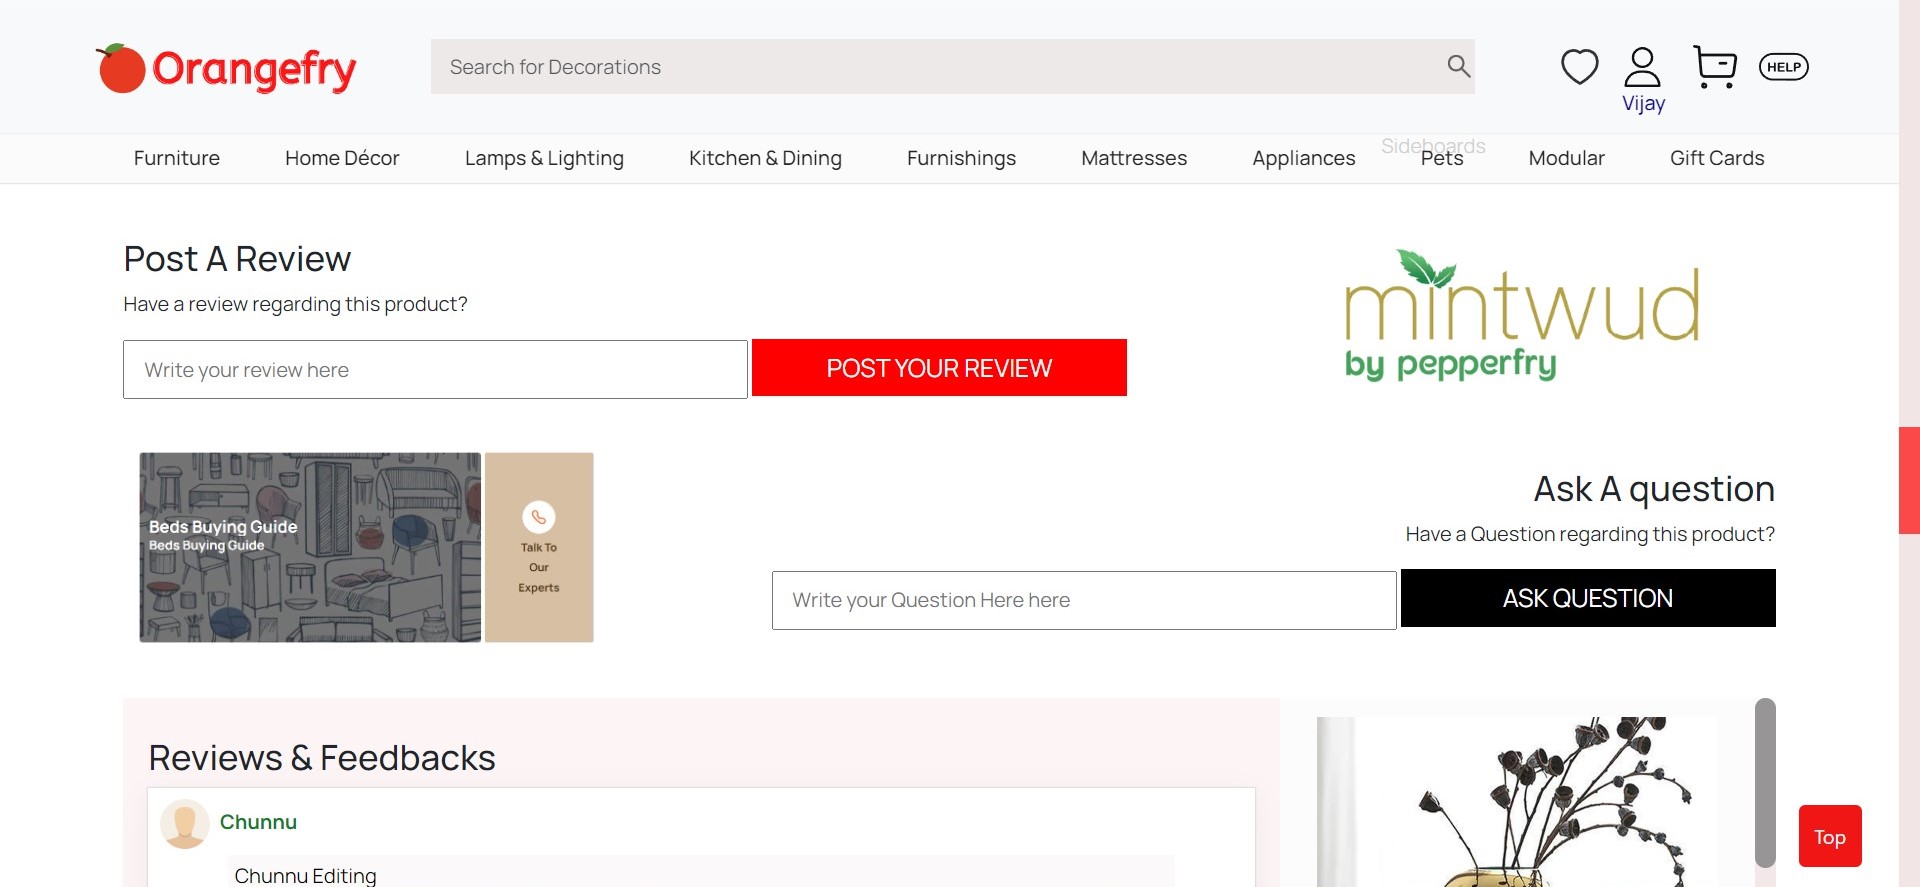 Orangefry
Search for Decorations
HELP
Vijay
Sideboards
Furniture Home Décor Lamps & Lighting Kitchen & Dining Furnishings Mattresses Appliances Pets Modular Gift Cards
Post A Review
Have a review regarding this product?
Write your review here
POST YOUR REVIEW
mintwud
by pepperfry
Beds Buying Guide
Beds Buying Guide
Talk To
Our
Experts
Ask A question
Have a Question regarding this product?
Write your Question Here here
ASK QUESTION
Reviews & Feedbacks
Chunnu
Chunnu Editing
Top